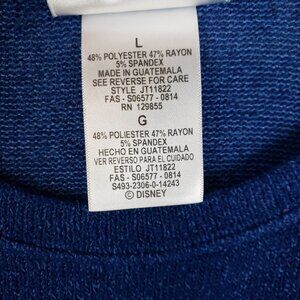 L
48% POLYESTER 47% RAYON
5% SPANDEX
MADE IN GUATEMALA
SEE REVERSE FOR CARE
STYLE JT11822
FAS - S06577 - 0814
RN 129855
G
48% POLIESTER 47% RAYON
5% SPANDEX
HECHO EN GUATEMALA
VER REVERSO PARA EL CUIDADO
ESTILO JT11822
FAS - S06577 - 0814
S493-2306-0-14243
© DISNEY